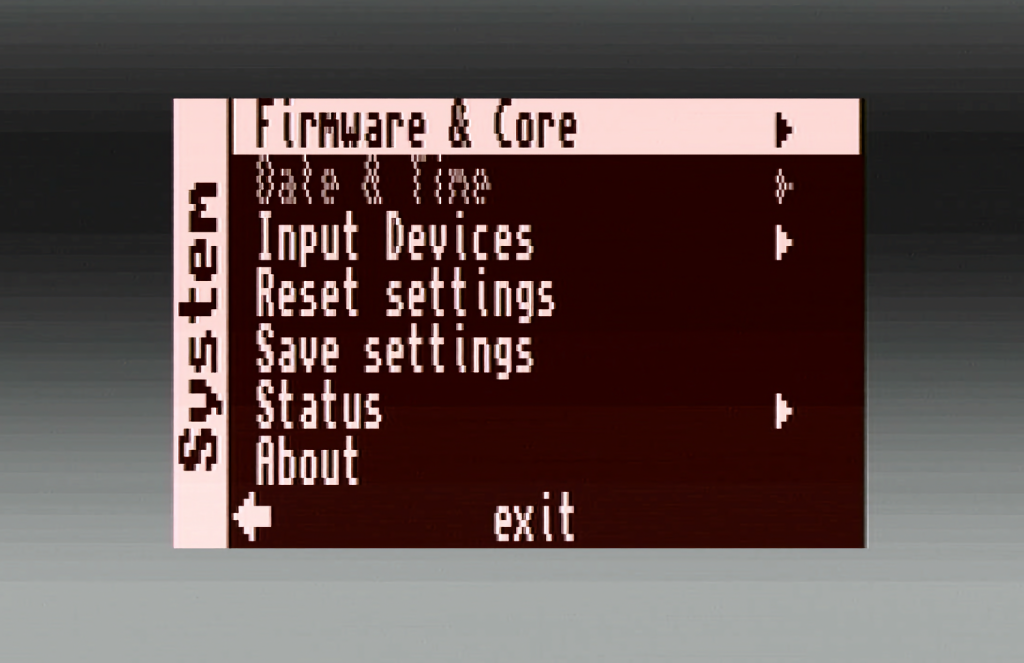 System
Firmware & Core
Date & Time
Input Devices
Reset settings
Save settings
Status
About
exit